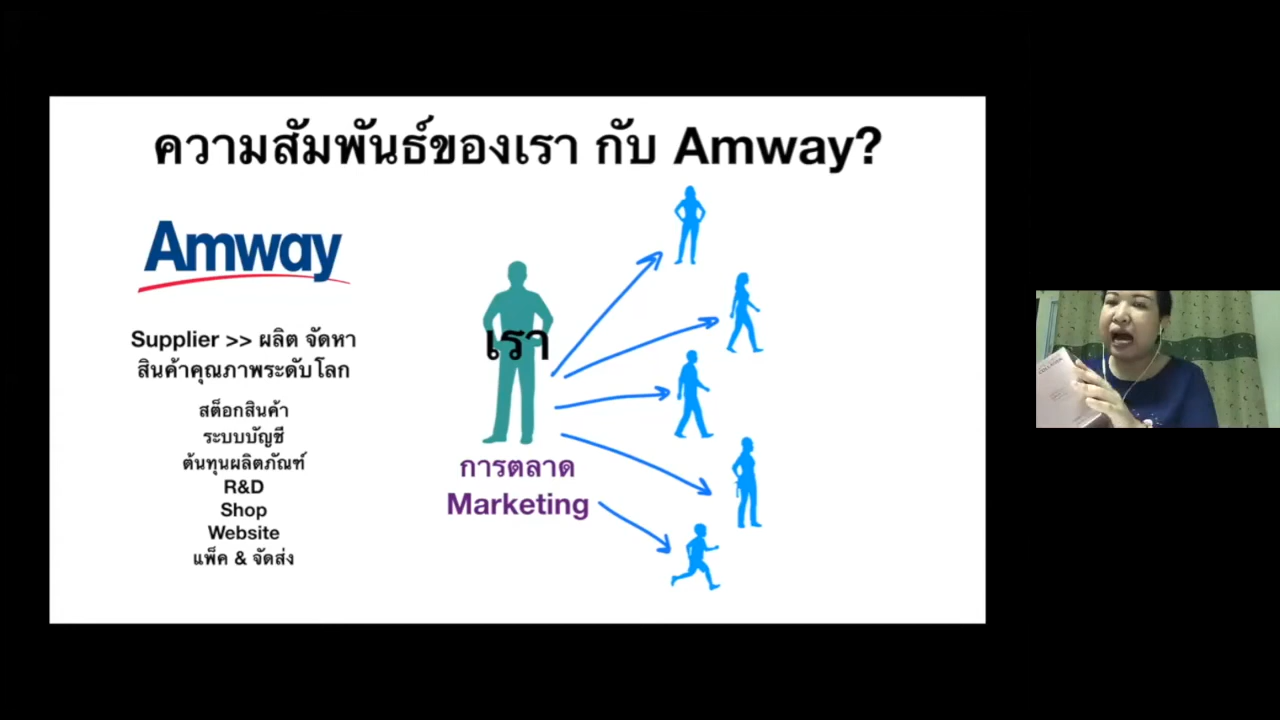 ความสัมพันธ์ของเรา กับ Amway?
Amway
Supplier >> ผลิต จัดหา
สินค้าคุณภาพระดับโลก
สต็อกสินค้า
ระบบบัญชี
ต้นทุนผลิตภัณฑ์
R&D
Shop
Website
แพ็ค & จัดส่ง
เรา
การตลาด
Marketing